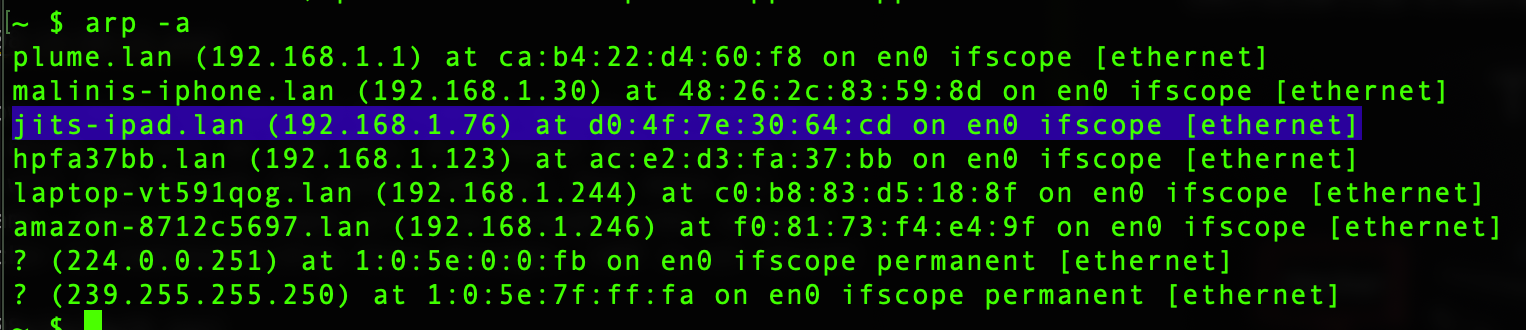 ~ $ arp -a
plume.lan (192.168.1.1) at ca:b4:22:d4:60:f8 on en0 ifscope [ethernet]
malinis-iphone.lan (192.168.1.30) at 48:26:2c:83:59:8d on en0 ifscope [ethernet]
jits-ipad.lan (192.168.1.76) at d0:4f:7e:30:64:cd on en0 ifscope [ethernet]
hpfa37bb.lan (192.168.1.123) at ac:e2:d3:fa:37:bb on en0 ifscope [ethernet]
laptop-vt591qog.lan (192.168.1.244) at c0:b8:83:d5:18:8f on en0 ifscope [ethernet]
amazon-8712c5697.lan (192.168.1.246) at f0:81:73:f4:e4:9f on en0 ifscope [ethernet]
? (224.0.0.251) at 1:0:5e:0:0:fb on en0 ifscope permanent [ethernet]
? (239.255.255.250) at 1:0:5e:7f:ff:fa on en0 ifscope permanent [ethernet]
~ $